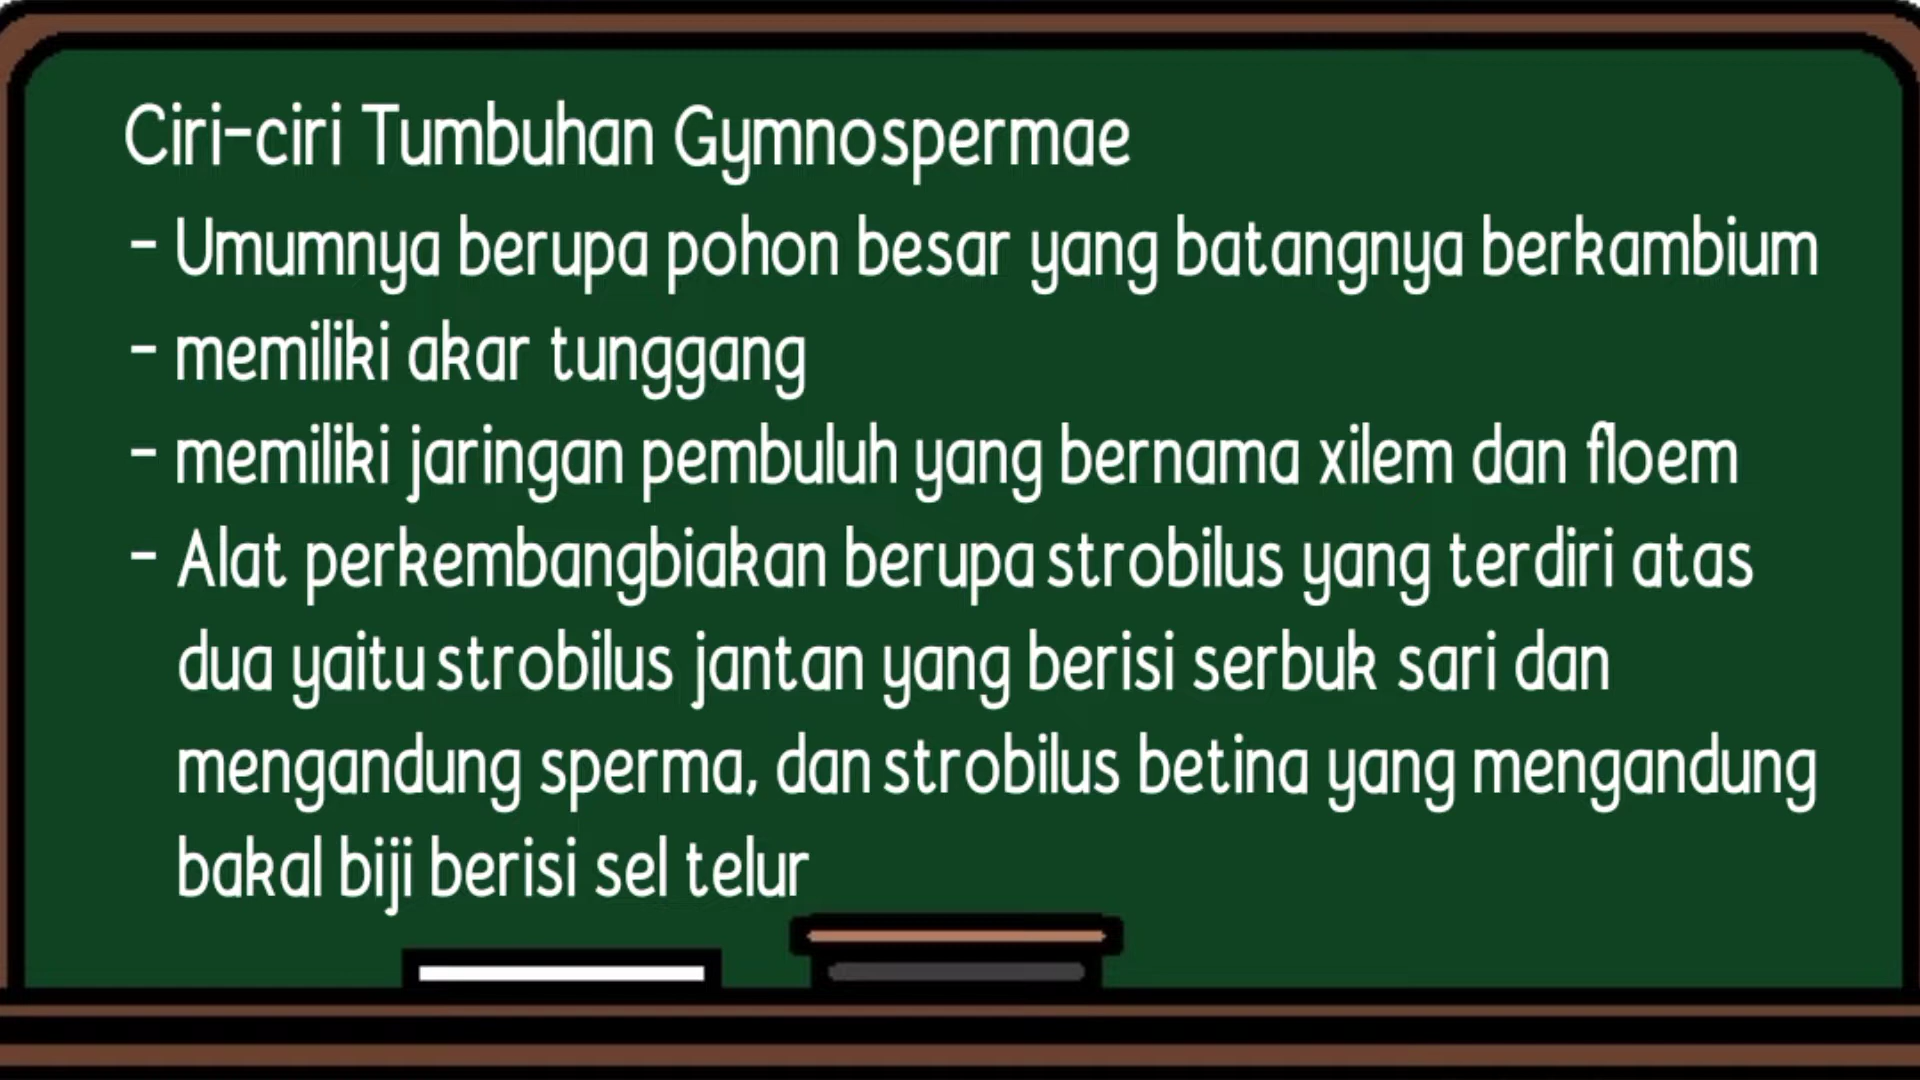 Ciri-ciri Tumbuhan Gymnospermae
- Umumnya berupa pohon besar yang batangnya berkambium
- memiliki akar tunggang
- memiliki jaringan pembuluh yang bernama xilem dan floem
- Alat perkembangbiakan berupa strobilus yang terdiri atas
dua yaitu strobilus jantan yang berisi serbuk sari dan
mengandung sperma, dan strobilus betina yang mengandung
bakal biji berisi sel telur